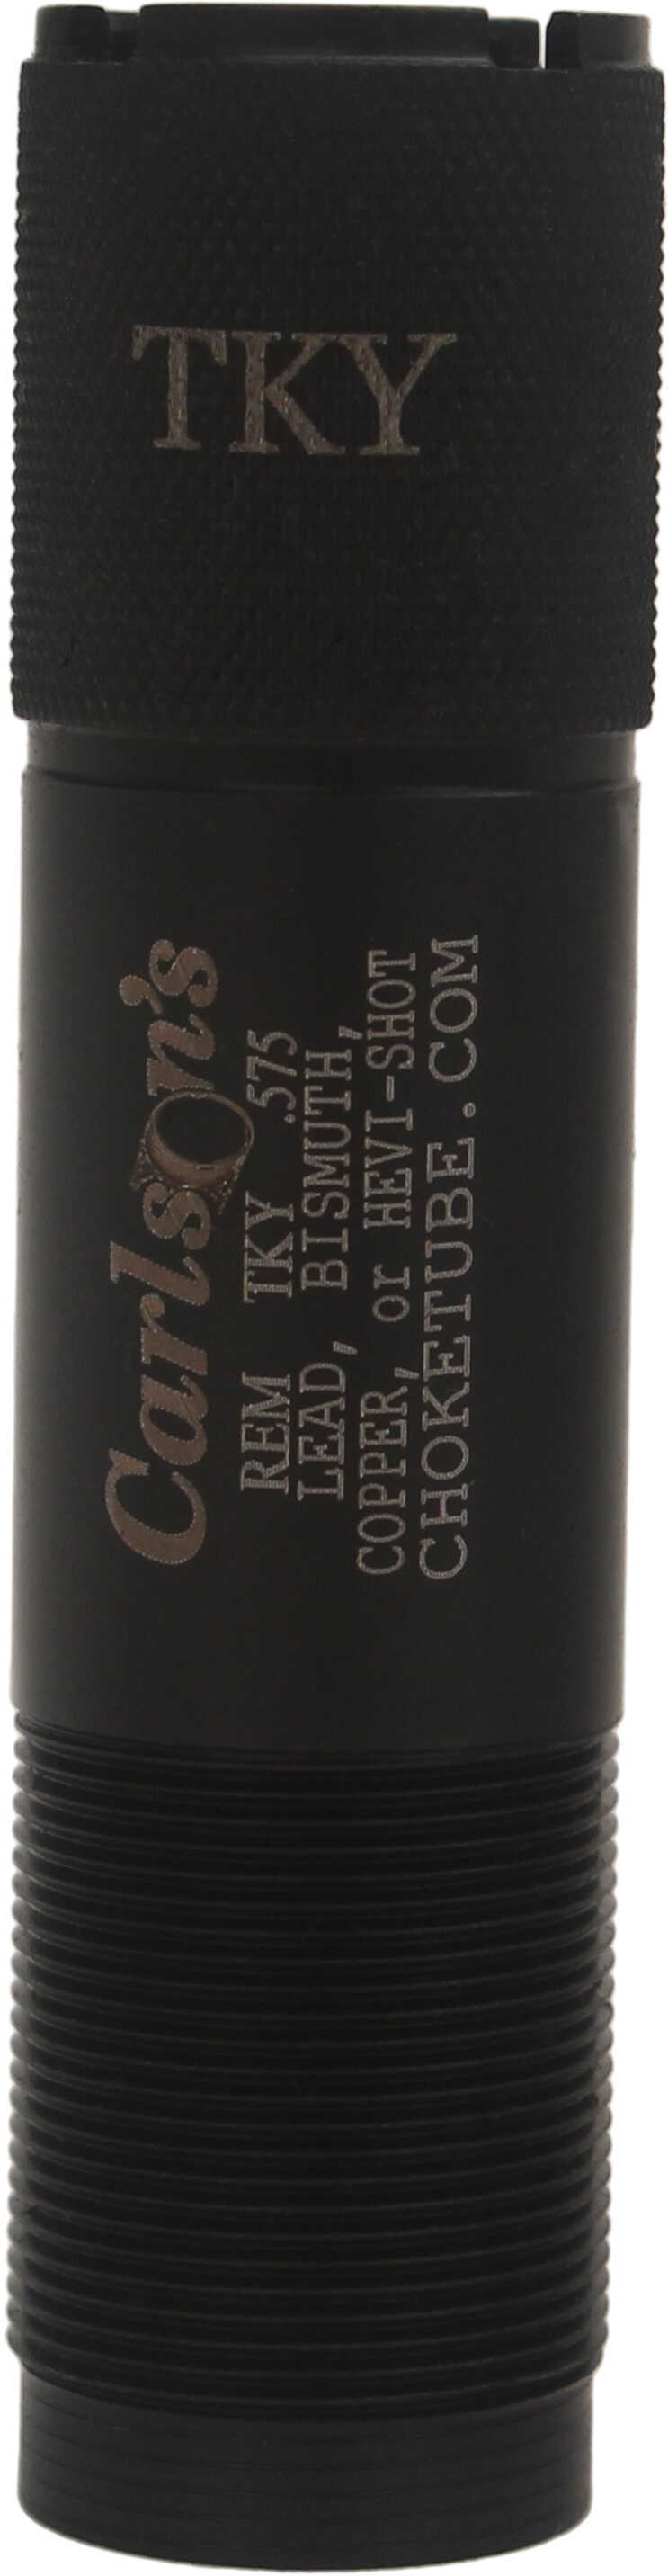 TKY
Carlson's
REM TKY .575
LEAD, BISMUTH,
COPPER, or HEVI-SHOT
CHOKETUBE.COM